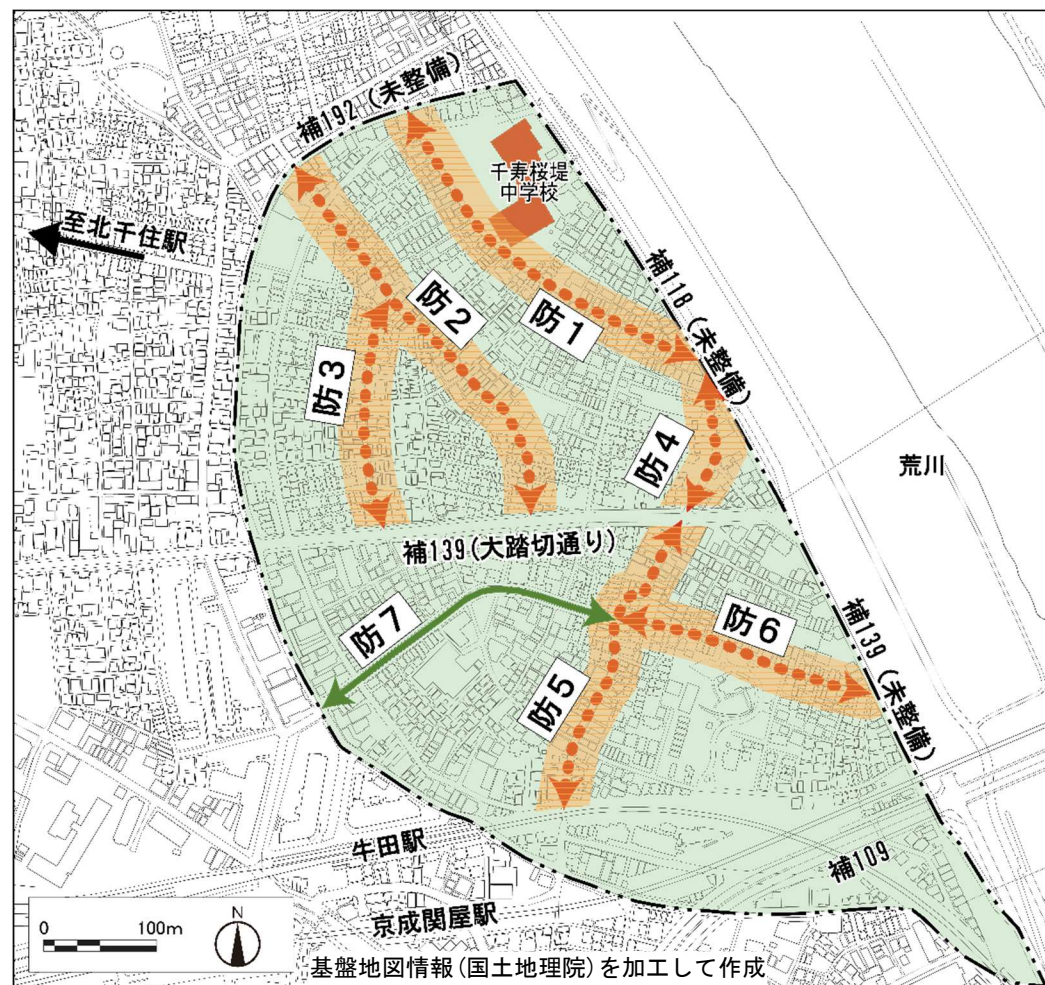 補192（未整備）
千寿桜堤
中学校
至北千住駅
補118（未整備）
防2
防1
防3
防4
荒川
補139(大踏切通り)
防7
防6
補139（未整備）
防5
牛田駅
補109
京成関屋駅
0 100m
N
基盤地図情報(国土地理院)を加工して作成